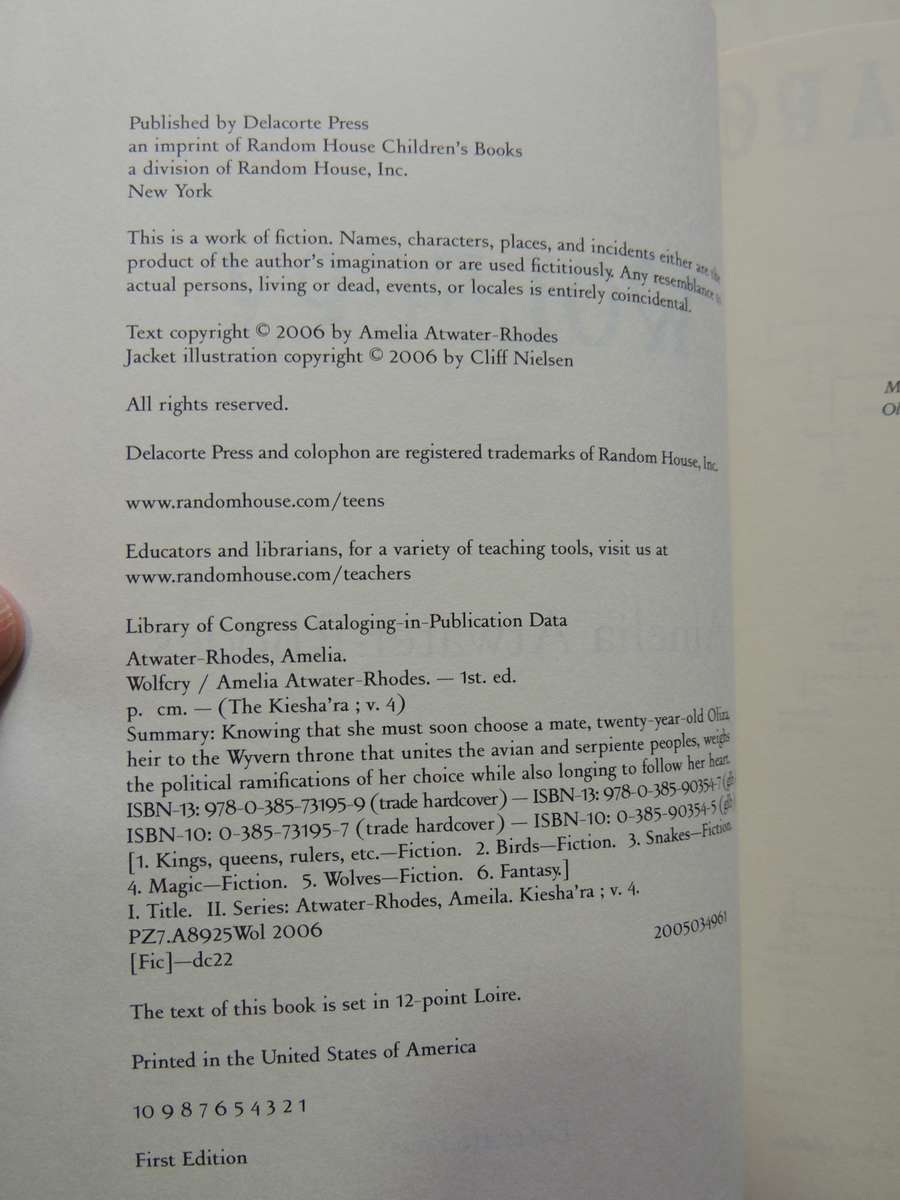 Published by Delacorte Press
an imprint of Random House Children's Books
a division of Random House, Inc.
New York
This is a work of fiction. Names, characters, places, and incidents either are the
product of the author's imagination or are used fictitiously. Any resemblance to
actual persons, living or dead, events, or locales is entirely coincidental.
Text copyright © 2006 by Amelia Atwater-Rhodes
Jacket illustration copyright © 2006 by Cliff Nielsen
All rights reserved.
Delacorte Press and colophon are registered trademarks of Random House, Inc.
www.randomhouse.com/teens
Educators and librarians, for a variety of teaching tools, visit us at
www.randomhouse.com/teachers
Library of Congress Cataloging-in-Publication Data
Atwater-Rhodes, Amelia.
Wolfcry / Amelia Atwater-Rhodes. — 1st. ed.
p. cm. — (The Kiesha'ra ; v. 4)
Summary: Knowing that she must soon choose a mate, twenty-year-old Oliza,
heir to the Wyvern throne that unites the avian and serpiente peoples, weighs
the political ramifications of her choice while also longing to follow her heart.
ISBN-13: 978-0-385-73195-9 (trade hardcover) — ISBN-13: 978-0-385-90354-7 (glb
ISBN-10: 0-385-73195-7 (trade hardcover) — ISBN-10: 0-385-90354-5 (glb
[1. Kings, queens, rulers, etc.—Fiction. 2. Birds—Fiction. 3. Snakes—Fiction.
4. Magic—Fiction. 5. Wolves—Fiction. 6. Fantasy.]
I. Title. II. Series: Atwater-Rhodes, Ameila. Kiesha'ra ; v. 4.
PZ7.A8925Wol 2006
2005034961
[Fic]—dc22
The text of this book is set in 12-point Loire.
Printed in the United States of America
10 9 8 7 6 5 4 3 2 1
First Edition